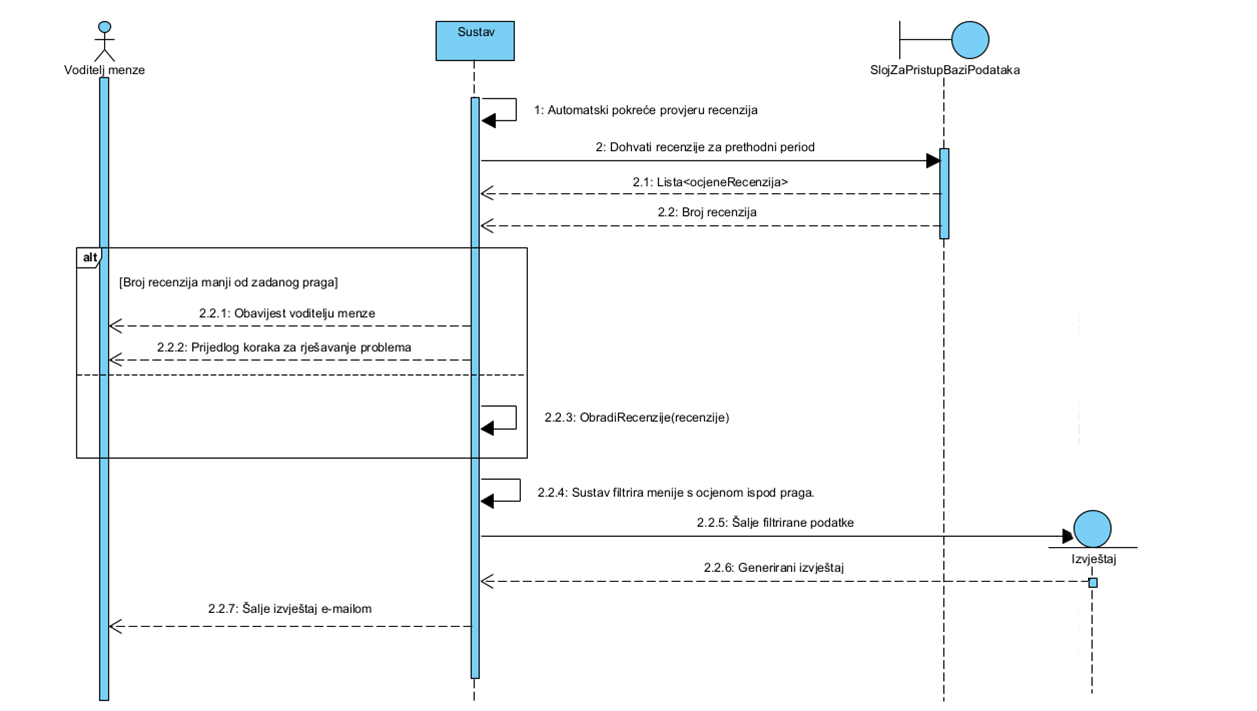 Sustav
Voditelj menze
SlojZaPristupBaziPodataka
1: Automatski pokreće provjeru recenzija
2: Dohvati recenzije za prethodni period
2.1: Lista<ocjeneRecenzija>
2.2: Broj recenzija
alt
[Broj recenzija manji od zadanog praga]
2.2.1: Obavijest voditelju menze
2.2.2: Prijedlog koraka za rješavanje problema
2.2.3: ObradiRecenzije(recenzije)
2.2.4: Sustav filtrira menije s ocjenom ispod praga.
2.2.5: Šalje filtrirane podatke
Izvještaj
2.2.6: Generirani izvještaj
2.2.7: Šalje izvještaj e-mailom